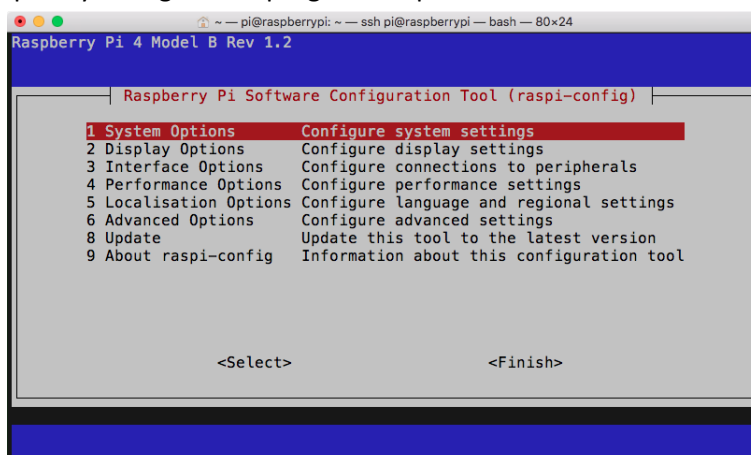 ~ — pi@raspberrypi: ~ — ssh pi@raspberrypi — bash — 80×24
Raspberry Pi 4 Model B Rev 1.2
Raspberry Pi Software Configuration Tool (raspi-config)
1 System Options Configure system settings
2 Display Options Configure display settings
3 Interface Options Configure connections to peripherals
4 Performance Options Configure performance settings
5 Localisation Options Configure language and regional settings
6 Advanced Options Configure advanced settings
8 Update Update this tool to the latest version
9 About raspi-config Information about this configuration tool
<Select> <Finish>